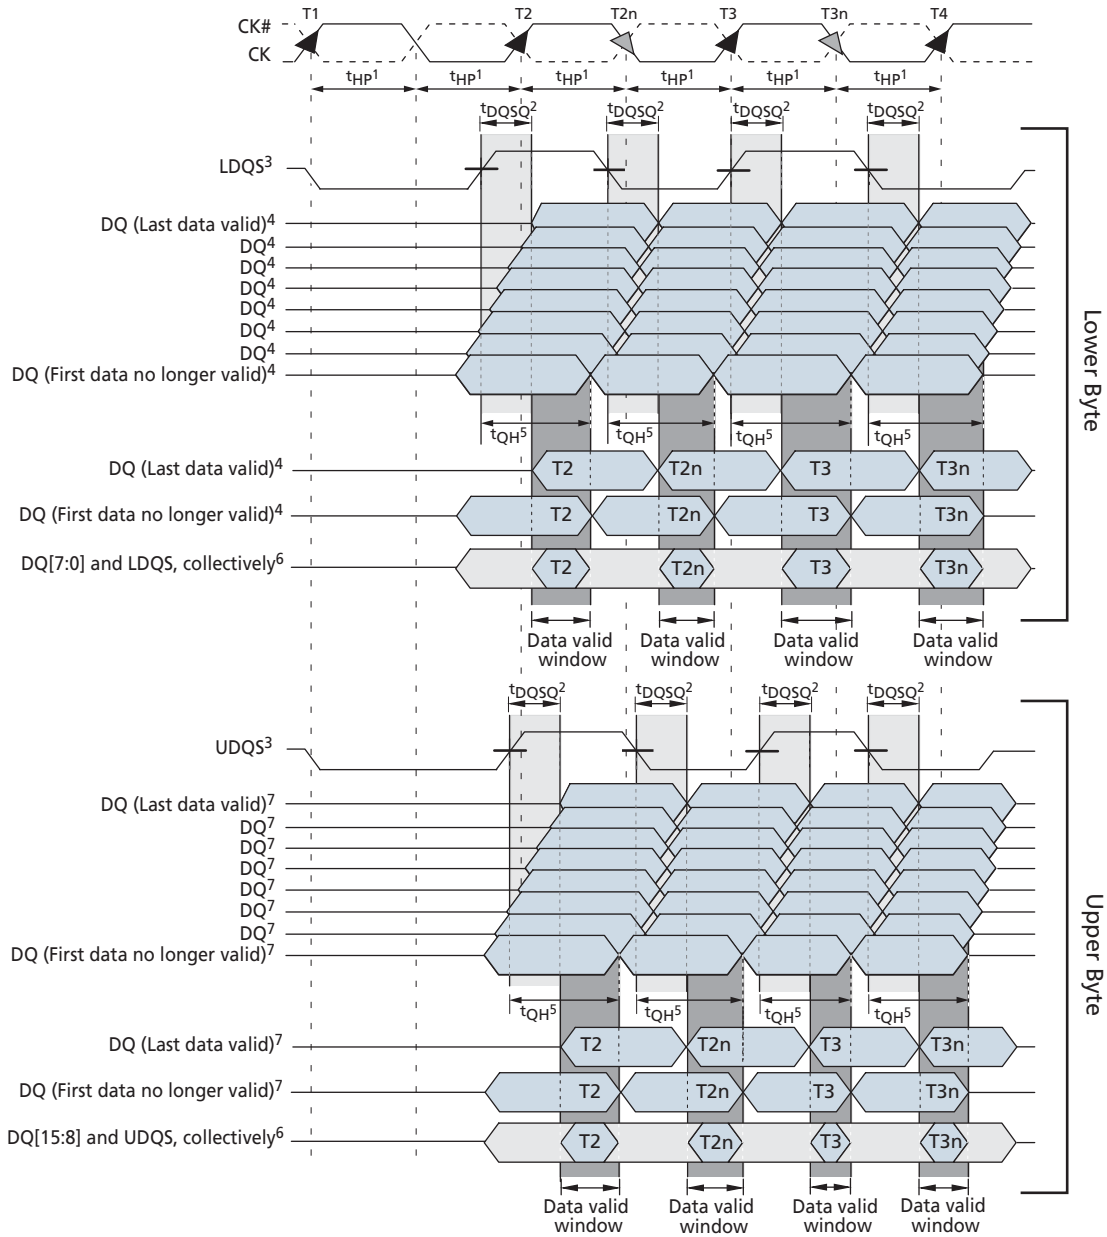 T1 T2 T2n T3 T3n T4
CK#
CK
tHP1 tHP1 tHP1 tHP1 tHP1 tHP1
tDQSQ2 tDQSQ2 tDQSQ2 tDQSQ2
LDQS3
DQ (Last data valid)4
DQ4
DQ4
DQ4
DQ4
DQ4
DQ4
DQ (First data no longer valid)4
Lower Byte
tQH5 tQH5 tQH5 tQH5
DQ (Last data valid)4 T2 T2n T3 T3n
DQ (First data no longer valid)4 T2 T2n T3 T3n
DQ[7:0] and LDQS, collectively6 T2 T2n T3 T3n
Data valid window Data valid window Data valid window Data valid window
tDQSQ2 tDQSQ2 tDQSQ2 tDQSQ2
UDQS3
DQ (Last data valid)7
DQ7
DQ7
DQ7
DQ7
DQ7
DQ7
DQ (First data no longer valid)7
Upper Byte
tQH5 tQH5 tQH5 tQH5
DQ (Last data valid)7 T2 T2n T3 T3n
DQ (First data no longer valid)7 T2 T2n T3 T3n
DQ[15:8] and UDQS, collectively6 T2 T2n T3 T3n
Data valid window Data valid window Data valid window Data valid window